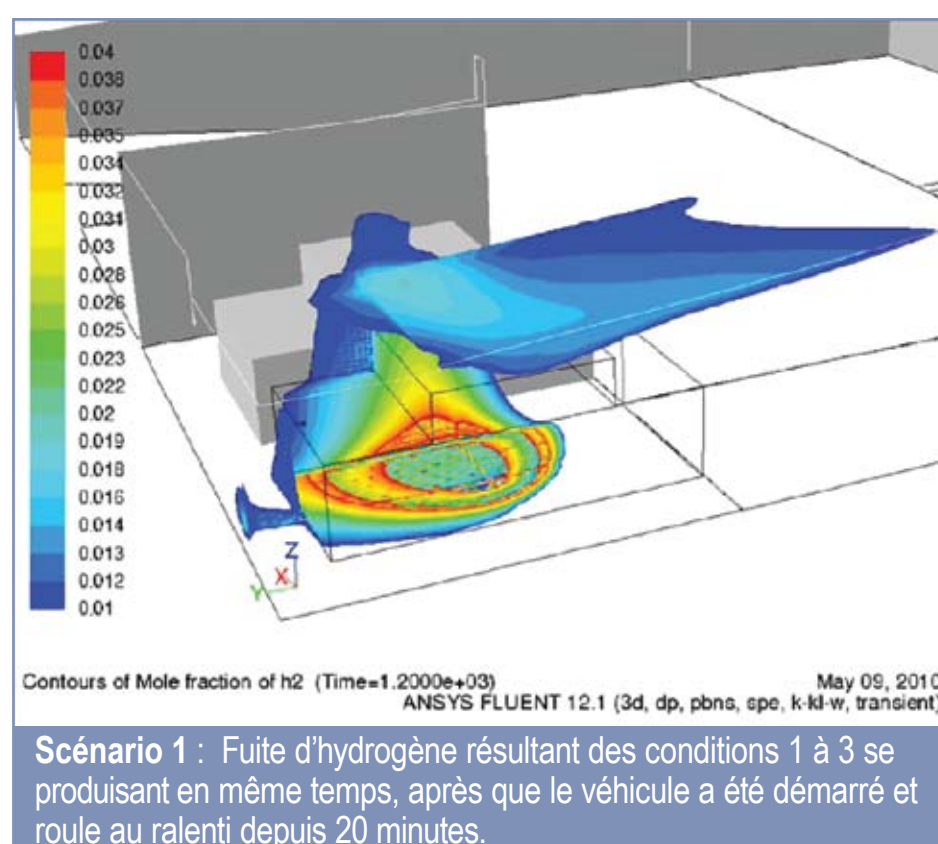 0.04
0.038
0.037
0.035
0.034
0.032
0.031
0.03
0.028
0.026
0.025
0.023
0.022
0.02
0.019
0.018
0.016
0.014
0.013
0.012
0.01
Z
X
Y
Contours of Mole fraction of h2 (Time=1.2000e+03)
May 09, 2010
ANSYS FLUENT 12.1 (3d, dp, pbns, spe, k-kl-w, transient)
Scénario 1 : Fuite d’hydrogène résultant des conditions 1 à 3 se
produisant en même temps, après que le véhicule a été démarré et
roule au ralenti depuis 20 minutes.